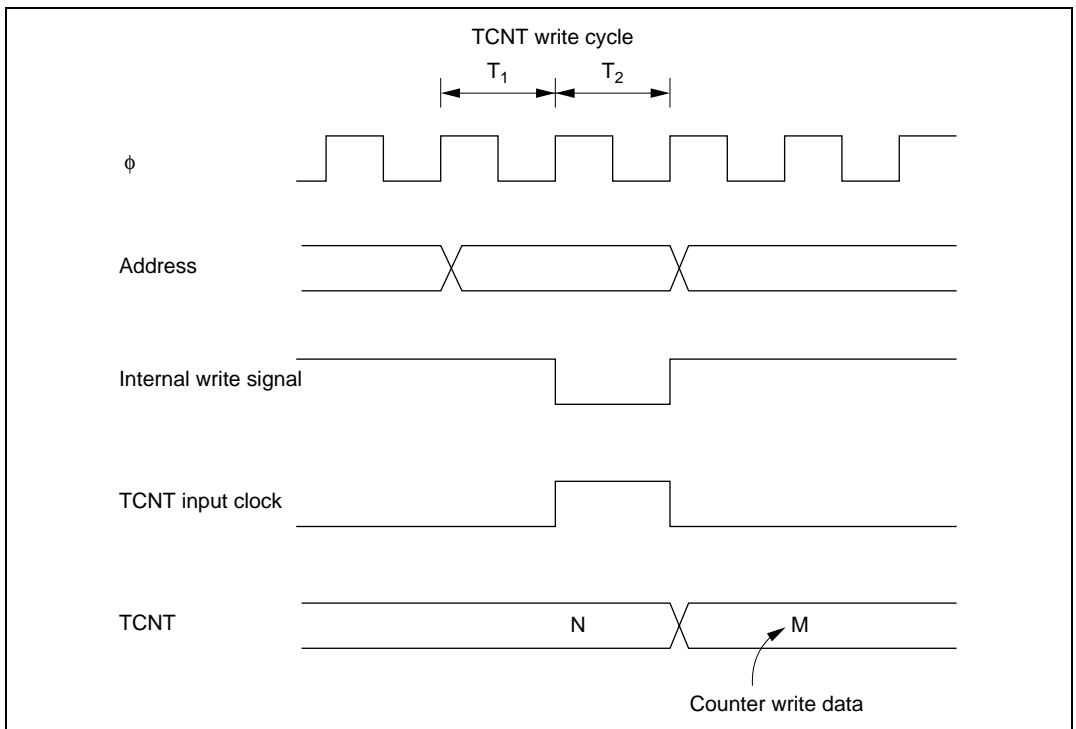 TCNT write cycle
T1 T2
ϕ
Address
Internal write signal
TCNT input clock
TCNT N M
Counter write data